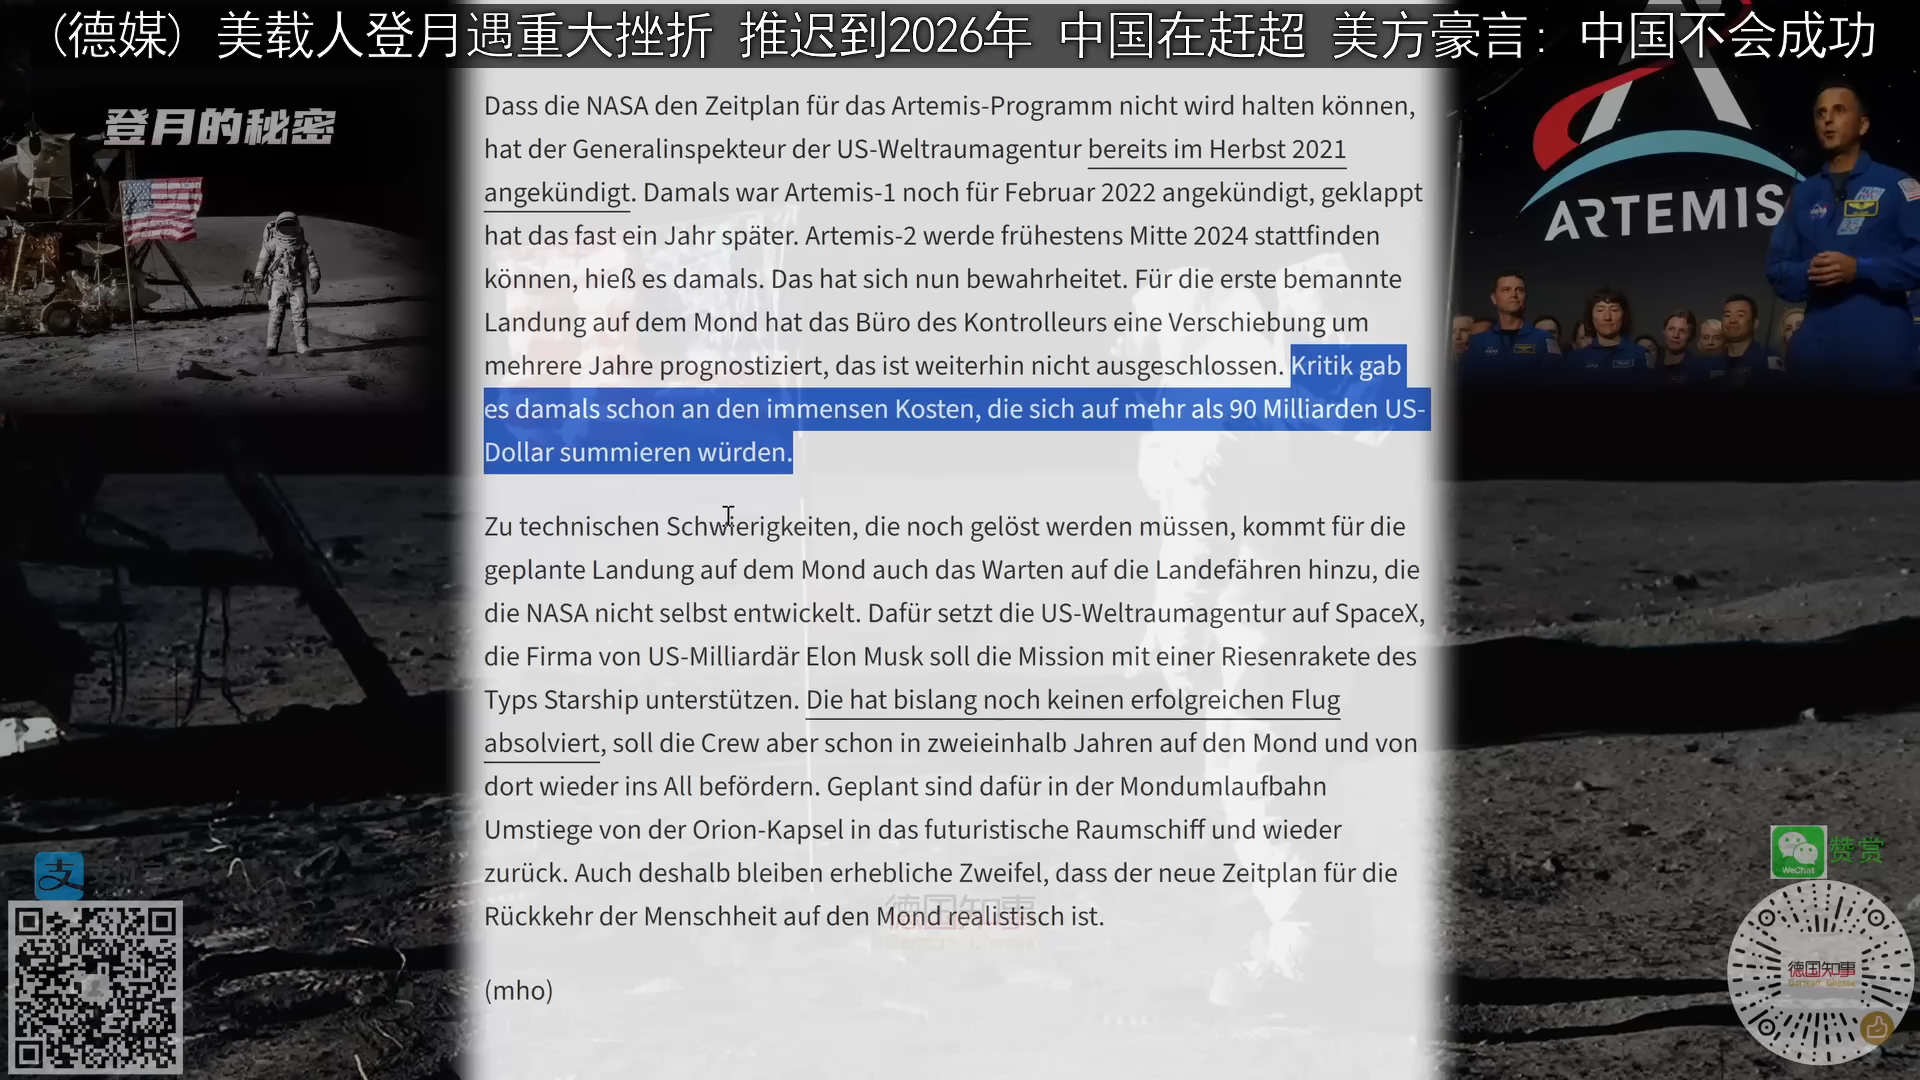 (德媒) 美载人登月遇重大挫折 推迟到2026年 中国在赶超 美方豪言: 中国不会成功
登月的秘密
ARTEMIS
Dass die NASA den Zeitplan für das Artemis-Programm nicht wird halten können,
hat der Generalinspekteur der US-Weltraumagentur bereits im Herbst 2021
angekündigt. Damals war Artemis-1 noch für Februar 2022 angekündigt, geklappt
hat das fast ein Jahr später. Artemis-2 werde frühestens Mitte 2024 stattfinden
können, hieß es damals. Das hat sich nun bewahrheitet. Für die erste bemannte
Landung auf dem Mond hat das Büro des Kontrolleurs eine Verschiebung um
mehrere Jahre prognostiziert, das ist weiterhin nicht ausgeschlossen. Kritik gab
es damals schon an den immensen Kosten, die sich auf mehr als 90 Milliarden US-
Dollar summieren würden.
Zu technischen Schwierigkeiten, die noch gelöst werden müssen, kommt für die
geplante Landung auf dem Mond auch das Warten auf die Landefähren hinzu, die
die NASA nicht selbst entwickelt. Dafür setzt die US-Weltraumagentur auf SpaceX,
die Firma von US-Milliardär Elon Musk soll die Mission mit einer Riesenrakete des
Typs Starship unterstützen. Die hat bislang noch keinen erfolgreichen Flug
absolviert, soll die Crew aber schon in zweieinhalb Jahren auf den Mond und von
dort wieder ins All befördern. Geplant sind dafür in der Mondumlaufbahn
Umstiege von der Orion-Kapsel in das futuristische Raumschiff und wieder
zurück. Auch deshalb bleiben erhebliche Zweifel, dass der neue Zeitplan für die
Rückkehr der Menschheit auf den Mond realistisch ist.
德国知事
(mho)
支
WeChat
赞赏
德国知事